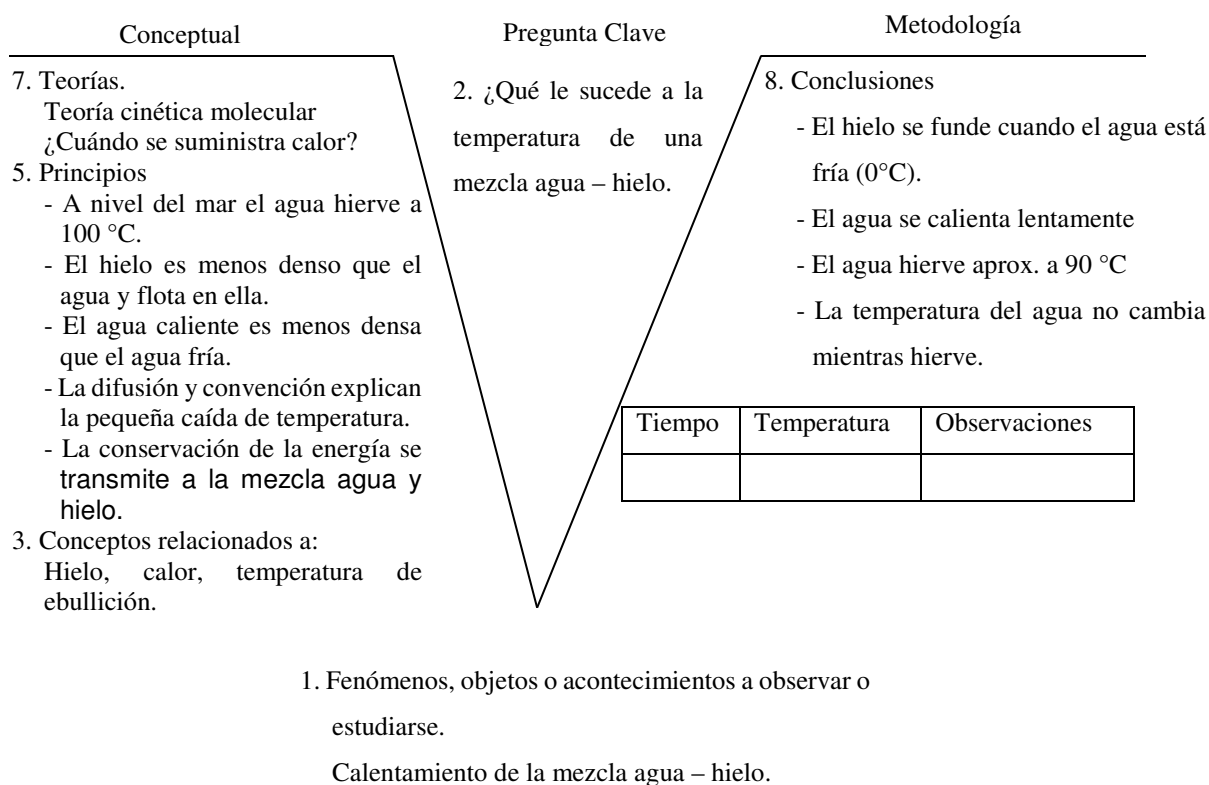 Conceptual
Pregunta Clave
Metodología
7. Teorías.
Teoría cinética molecular
¿Cuándo se suministra calor?
5. Principios
- A nivel del mar el agua hierve a
100 °C.
- El hielo es menos denso que el
agua y flota en ella.
- El agua caliente es menos densa
que el agua fría.
- La difusión y convención explican
la pequeña caída de temperatura.
- La conservación de la energía se
transmite a la mezcla agua y
hielo.
3. Conceptos relacionados a:
Hielo, calor, temperatura de
ebullición.
2. ¿Qué le sucede a la
temperatura de una
mezcla agua – hielo.
8. Conclusiones
- El hielo se funde cuando el agua está
fría (0°C).
- El agua se calienta lentamente
- El agua hierve aprox. a 90 °C
- La temperatura del agua no cambia
mientras hierve.
Tiempo Temperatura Observaciones
1. Fenómenos, objetos o acontecimientos a observar o
estudiarse.
Calentamiento de la mezcla agua – hielo.